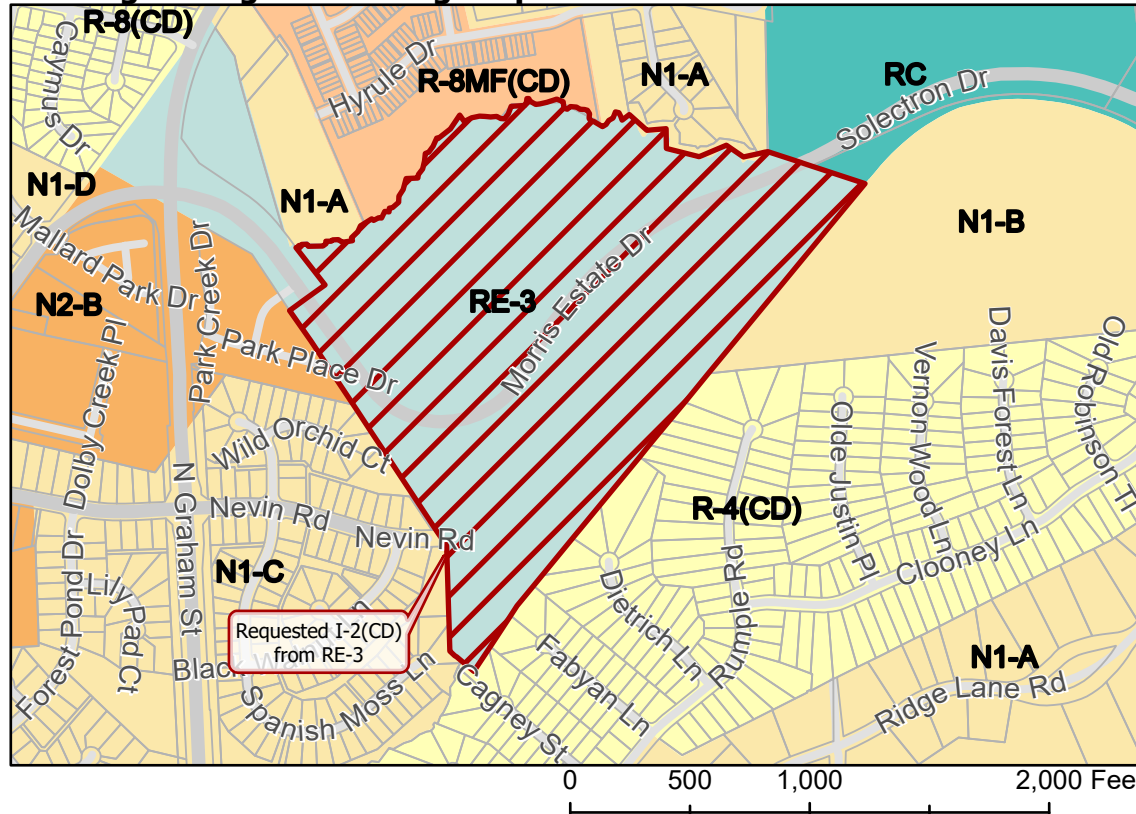 R-8(CD)
Caymus Dr
Hyrule Dr
R-8MF(CD)
N1-A
RC
Solectron Dr
N1-D
N1-A
N1-B
Mallard Park Dr
Park Creek Dr
N2-B
RE-3
Morris Estate Dr
Park Place Dr
Dolby Creek Pl
Davis Forest Ln
Old Robinson Tl
Vernon Wood Ln
Olde Justin Pl
Wild Orchid Ct
N Graham St
Nevin Rd
Nevin Rd
R-4(CD)
Clooney Ln
Forest Pond Dr
Lily Pad Ct
N1-C
Dietrich Ln
Rumple Rd
Requested I-2(CD)
from RE-3
Black
Spanish Moss Ln
Cagney St
Fabyan Ln
N1-A
Ridge Lane Rd
0 500 1,000 2,000 Fee